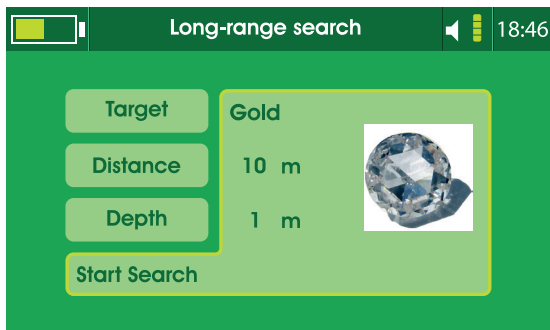 Long-range search
18:46
Target
Gold
Distance
10 m
Depth
1 m
Start Search